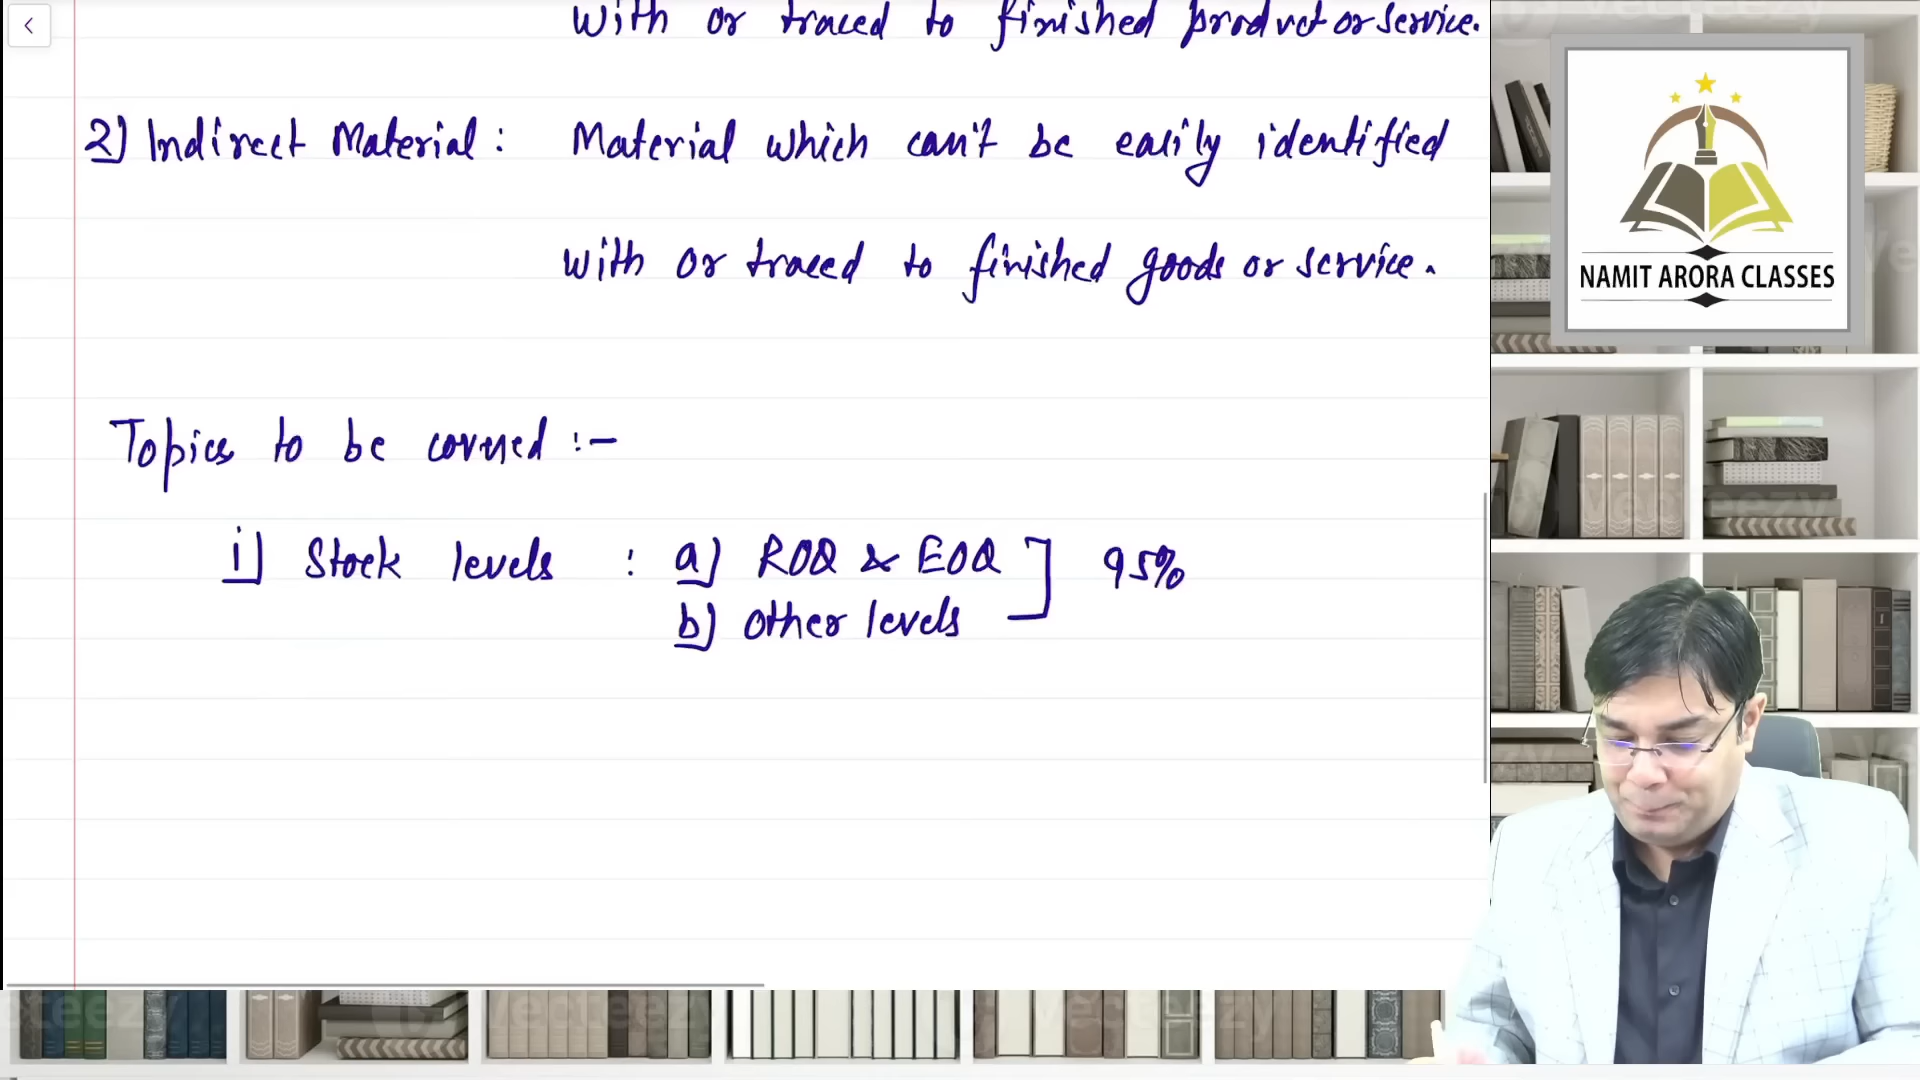 with or traced to finished product or service.
2) Indirect Material : Material which can't be easily identified
with or traced to finished goods or service.
NAMIT ARORA CLASSES
Topics to be covered :-
i) Stock levels : a) ROQ & EOQ ] 95%
b) other levels